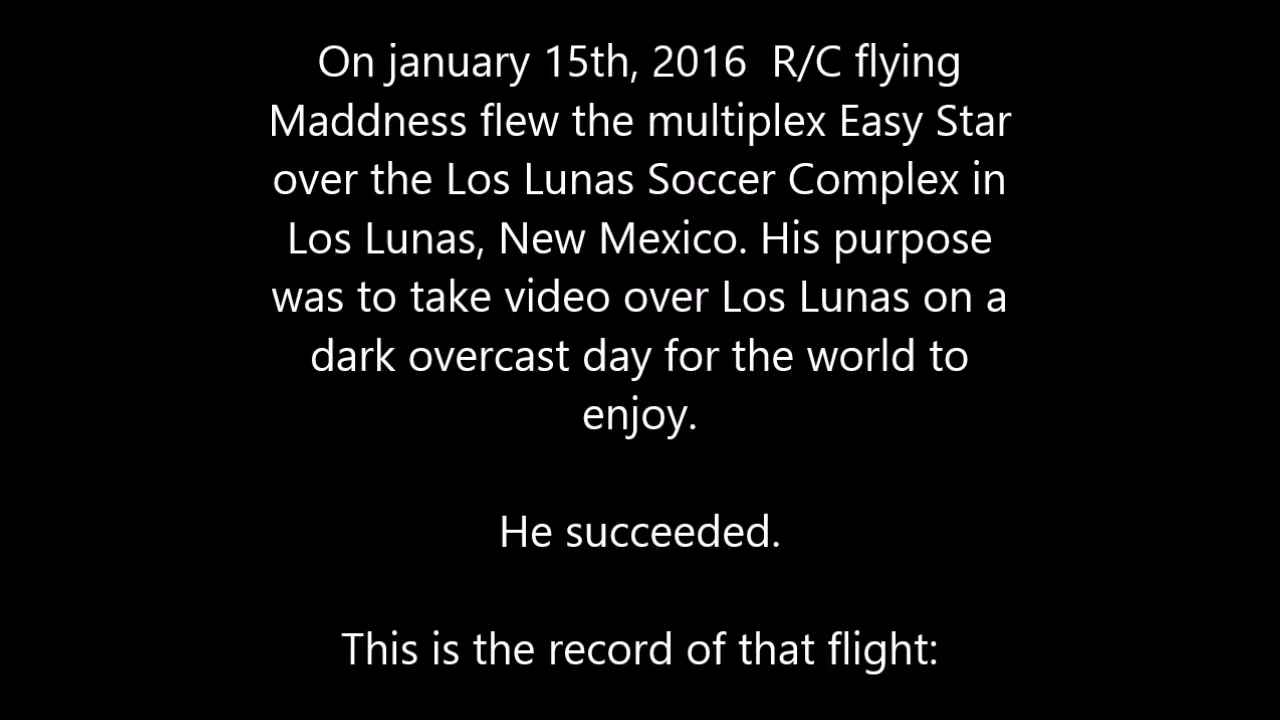 On january 15th, 2016  R/C flying
Maddness flew the multiplex Easy Star
over the Los Lunas Soccer Complex in
Los Lunas, New Mexico. His purpose
was to take video over Los Lunas on a
dark overcast day for the world to
enjoy.
He succeeded.
This is the record of that flight: